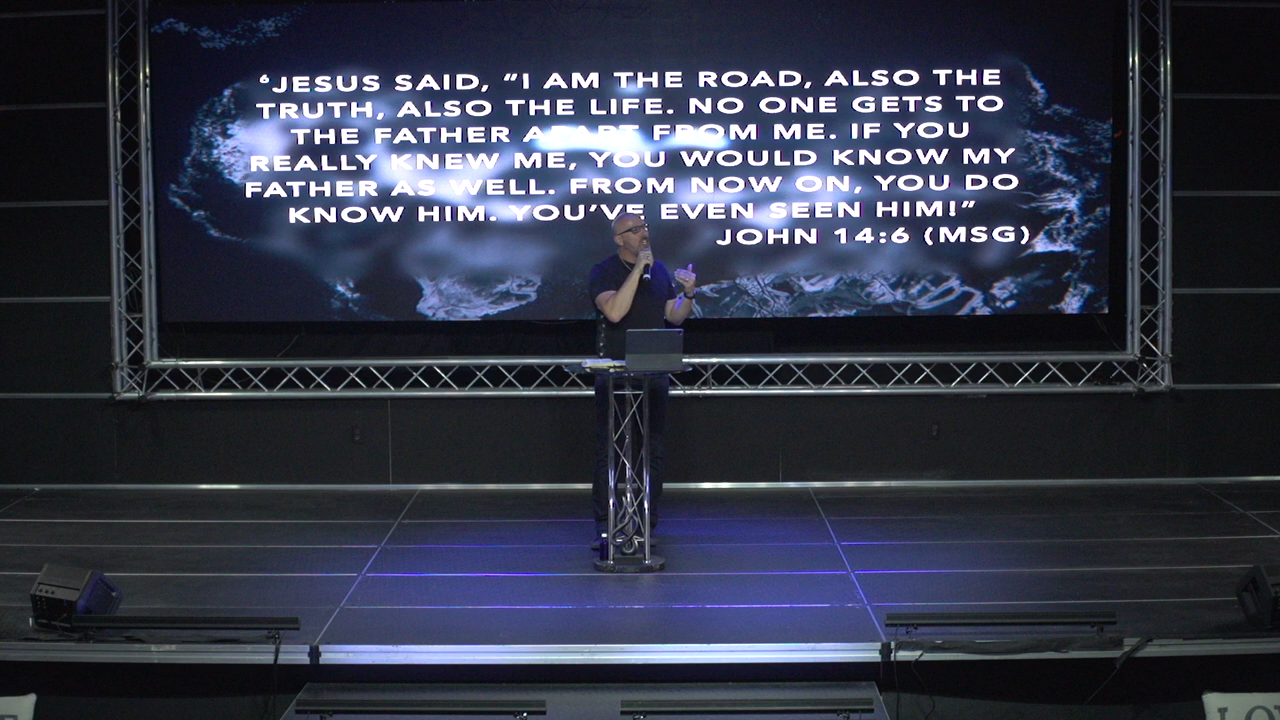 ⁶JESUS SAID, “I AM THE ROAD, ALSO THE
TRUTH, ALSO THE LIFE. NO ONE GETS TO
THE FATHER APART FROM ME. IF YOU
REALLY KNEW ME, YOU WOULD KNOW MY
FATHER AS WELL. FROM NOW ON, YOU DO
KNOW HIM. YOU’VE EVEN SEEN HIM!”
JOHN 14:6 (MSG)